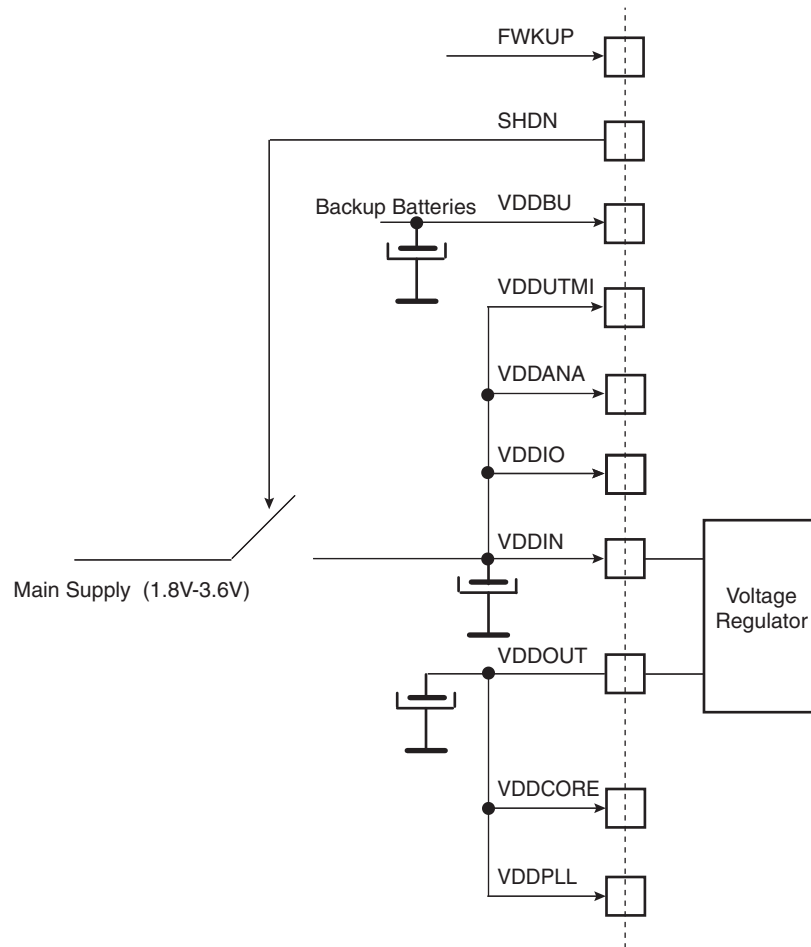 FWKUP
SHDN
Backup Batteries
VDDBU
VDDUTMI
VDDANA
VDDIO
VDDIN
Main Supply (1.8V-3.6V)
Voltage
Regulator
VDDOUT
VDDCORE
VDDPLL